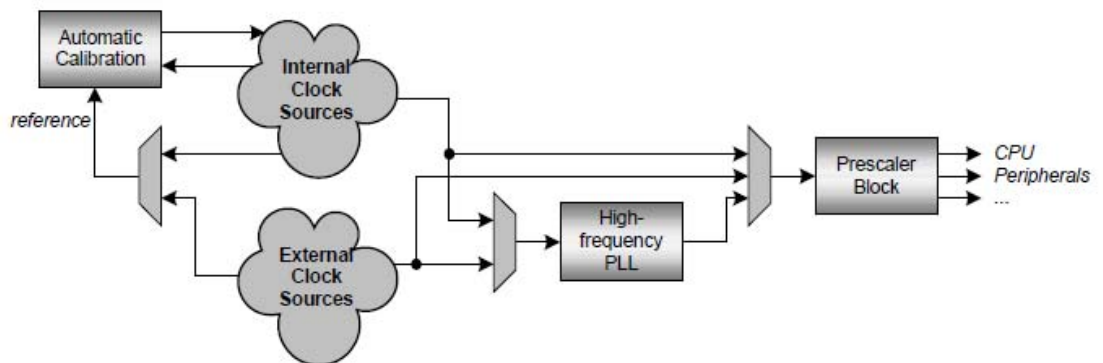 Automatic
Calibration
reference
Internal
Clock
Sources
External
Clock
Sources
High-
frequency
PLL
Prescaler
Block
CPU
Peripherals
...